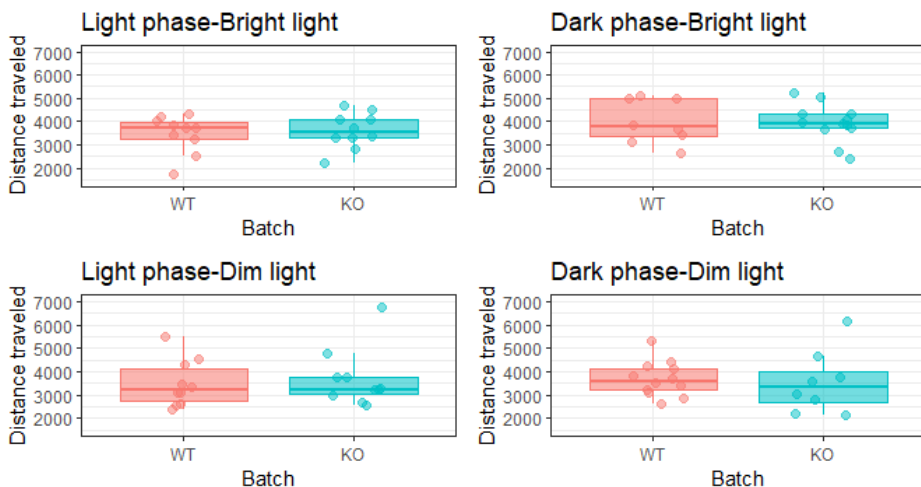 Light phase-Bright light
Distance traveled
7000
6000
5000
4000
3000
2000
WT
KO
Batch
Dark phase-Bright light
Distance traveled
7000
6000
5000
4000
3000
2000
WT
KO
Batch
Light phase-Dim light
Distance traveled
7000
6000
5000
4000
3000
2000
WT
KO
Batch
Dark phase-Dim light
Distance traveled
7000
6000
5000
4000
3000
2000
WT
KO
Batch